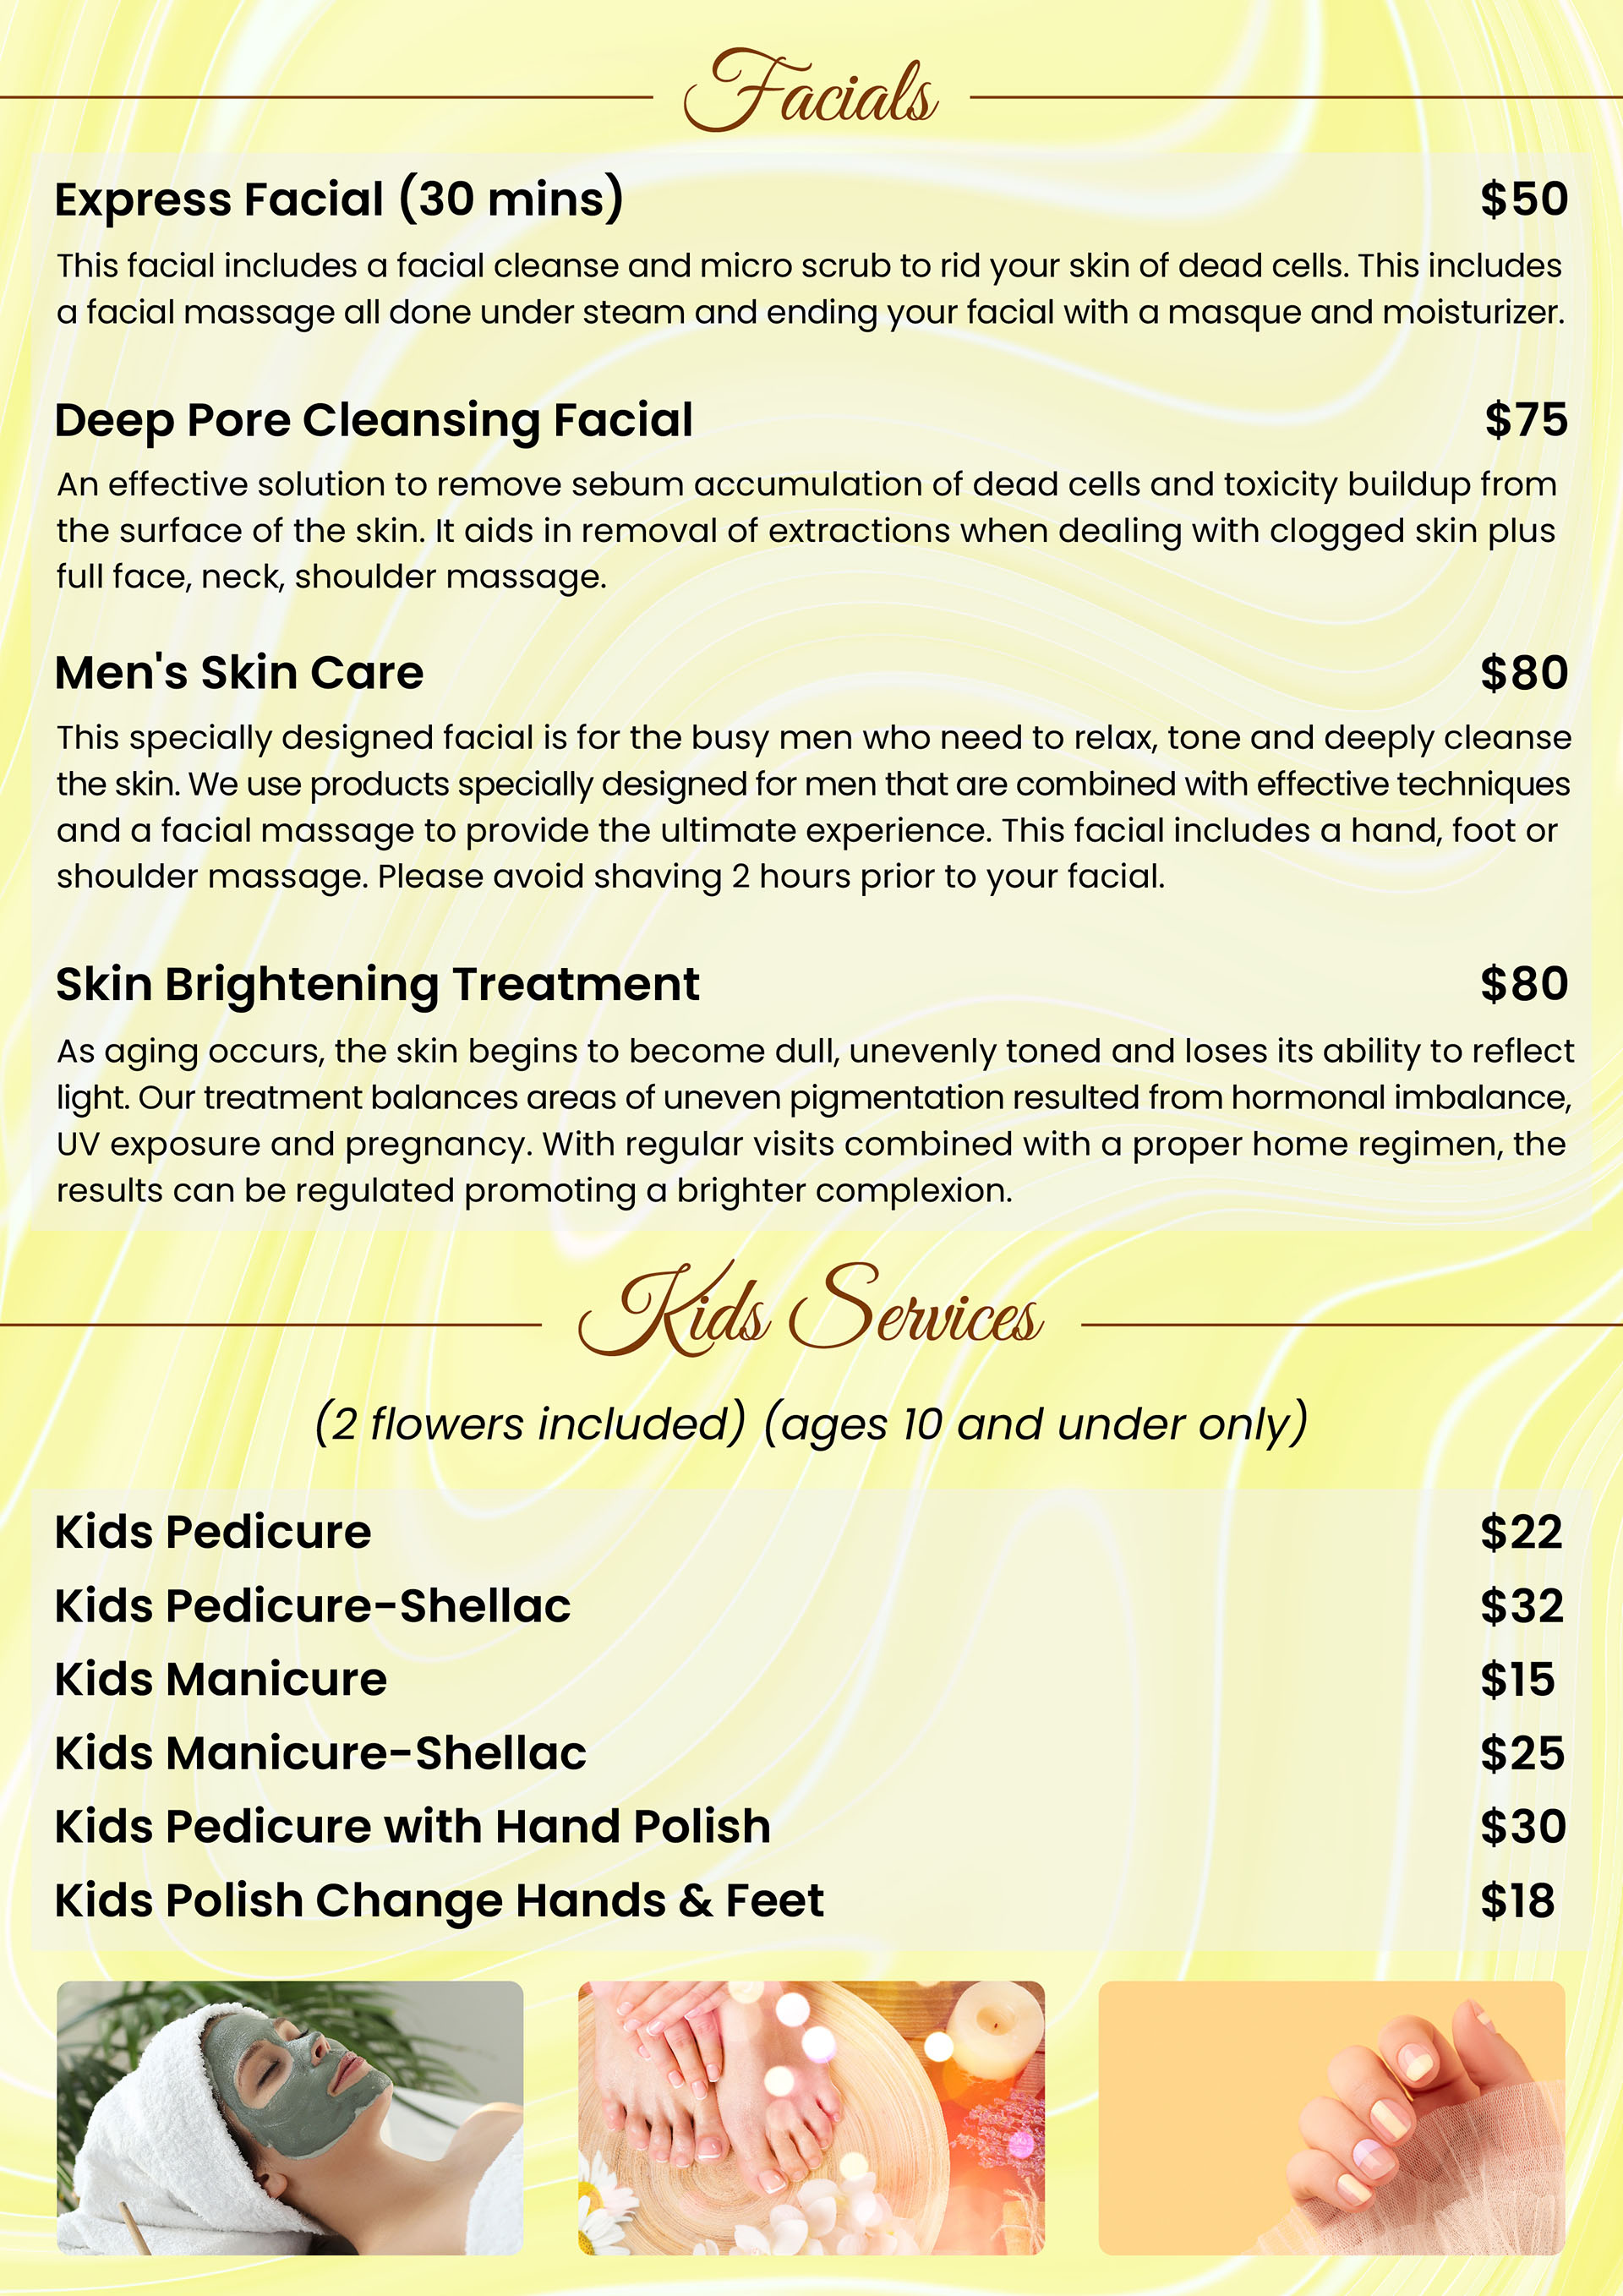 Facials
Express Facial (30 mins) $50
This facial includes a facial cleanse and micro scrub to rid your skin of dead cells. This includes
a facial massage all done under steam and ending your facial with a masque and moisturizer.
Deep Pore Cleansing Facial $75
An effective solution to remove sebum accumulation of dead cells and toxicity buildup from
the surface of the skin. It aids in removal of extractions when dealing with clogged skin plus
full face, neck, shoulder massage.
Men's Skin Care $80
This specially designed facial is for the busy men who need to relax, tone and deeply cleanse
the skin. We use products specially designed for men that are combined with effective techniques
and a facial massage to provide the ultimate experience. This facial includes a hand, foot or
shoulder massage. Please avoid shaving 2 hours prior to your facial.
Skin Brightening Treatment $80
As aging occurs, the skin begins to become dull, unevenly toned and loses its ability to reflect
light. Our treatment balances areas of uneven pigmentation resulted from hormonal imbalance,
UV exposure and pregnancy. With regular visits combined with a proper home regimen, the
results can be regulated promoting a brighter complexion.
Kids Services
(2 flowers included) (ages 10 and under only)
Kids Pedicure $22
Kids Pedicure-Shellac $32
Kids Manicure $15
Kids Manicure-Shellac $25
Kids Pedicure with Hand Polish $30
Kids Polish Change Hands & Feet $18